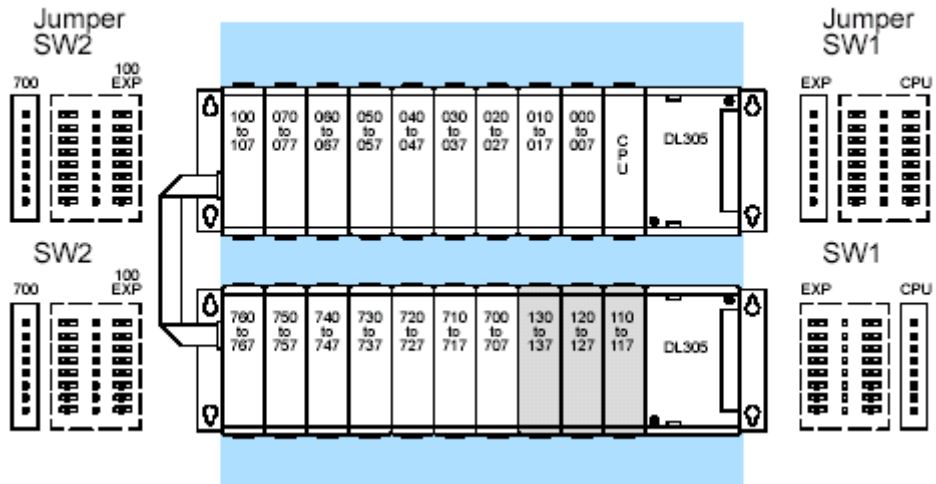 Jumper
SW2
Jumper
SW1
700
100
EXP
EXP
CPU
100
to
107
070
to
077
060
to
067
050
to
057
040
to
047
030
to
037
020
to
027
010
to
017
000
to
007
CPU
DL305
SW2
SW1
700
100
EXP
EXP
CPU
760
to
767
750
to
757
740
to
747
730
to
737
720
to
727
710
to
717
700
to
707
130
to
137
120
to
127
110
to
117
DL305